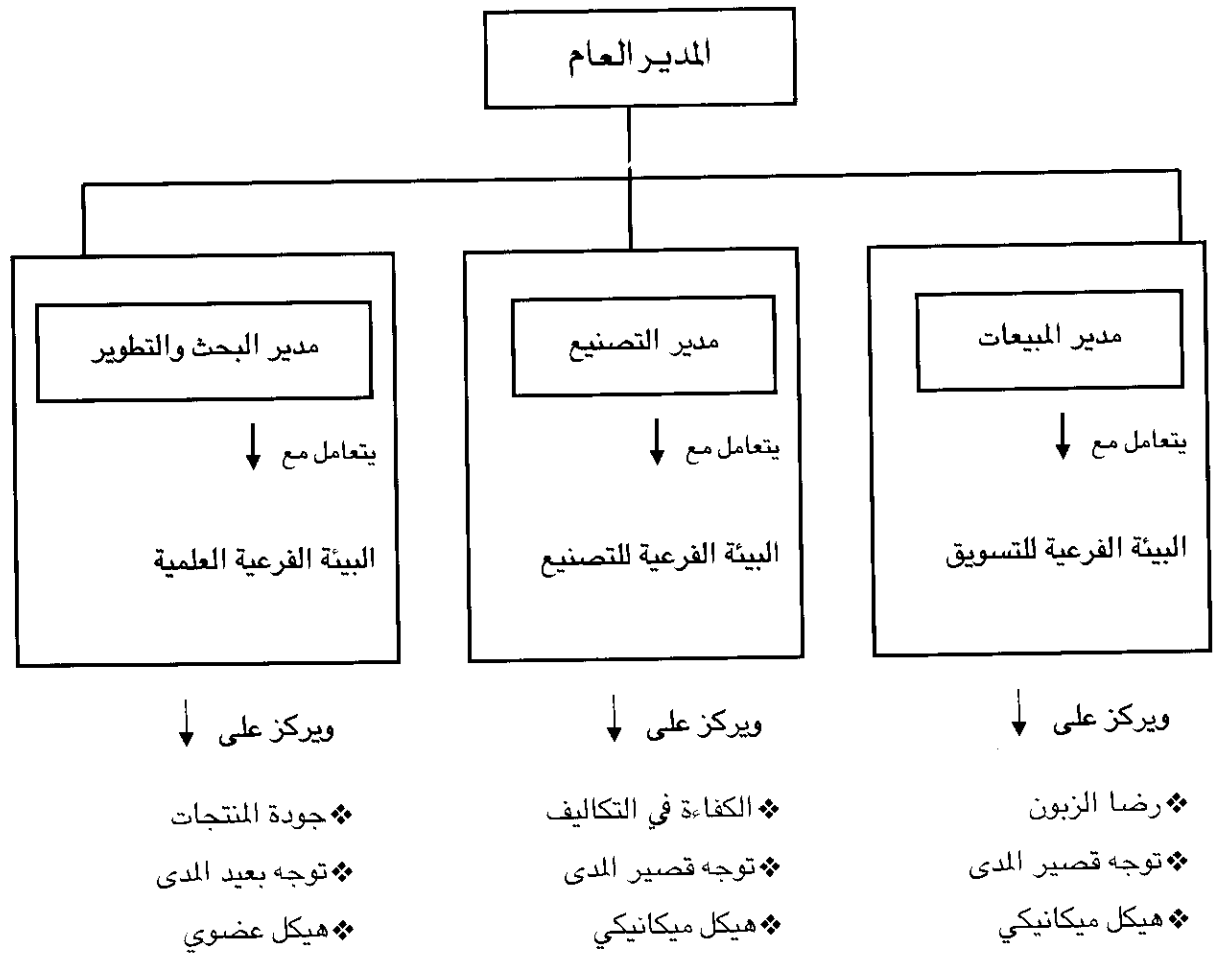 المدير العام
مدير المبيعات
يتعامل مع
البيئة الفرعية للتسويق
ويركز على
❖ رضا الزبون
❖ توجه قصير المدى
❖ هيكل ميكانيكي
مدير التصنيع
يتعامل مع
البيئة الفرعية للتصنيع
ويركز على
❖ الكفاءة في التكاليف
❖ توجه قصير المدى
❖ هيكل ميكانيكي
مدير البحث والتطوير
يتعامل مع
البيئة الفرعية العلمية
ويركز على
❖ جودة المنتجات
❖ توجه بعيد المدى
❖ هيكل عضوي